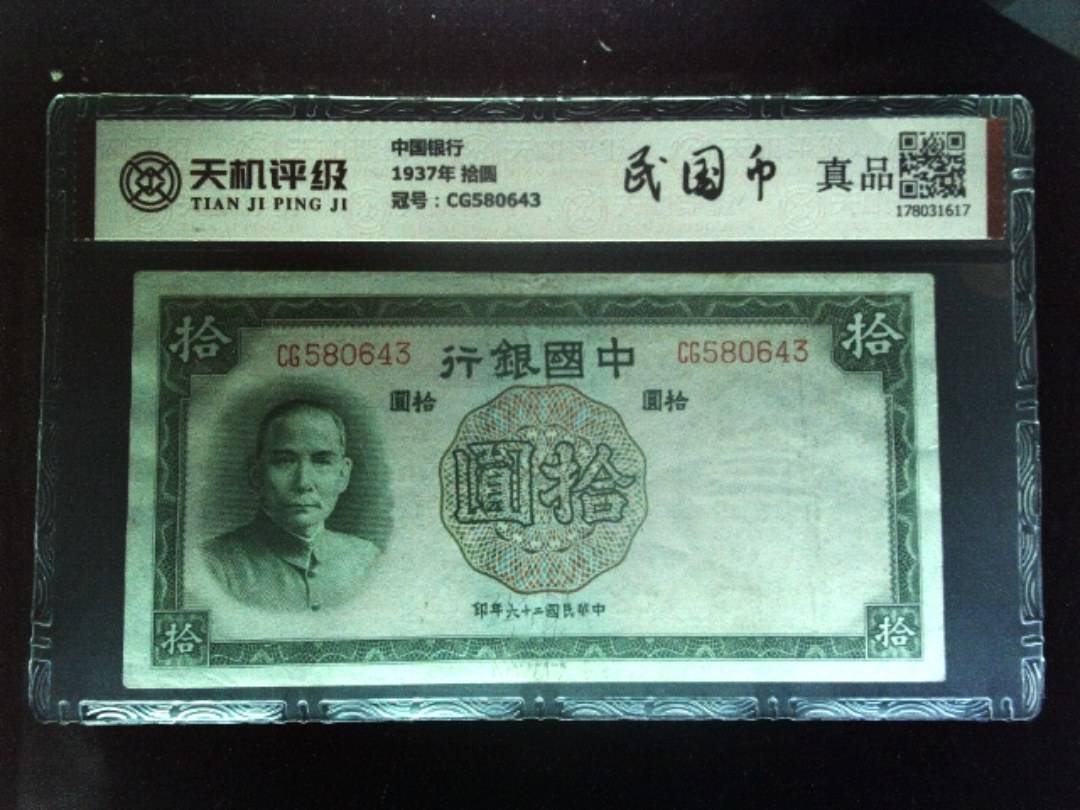 天机评级
TIAN JI PING JI
中国银行
1937年 拾圆
冠号：CG580643
民国币
真品
178031617
拾
拾
CG580643
行銀國中
CG580643
圓拾
圓拾
圓拾
印年六十二國民華中
拾
拾